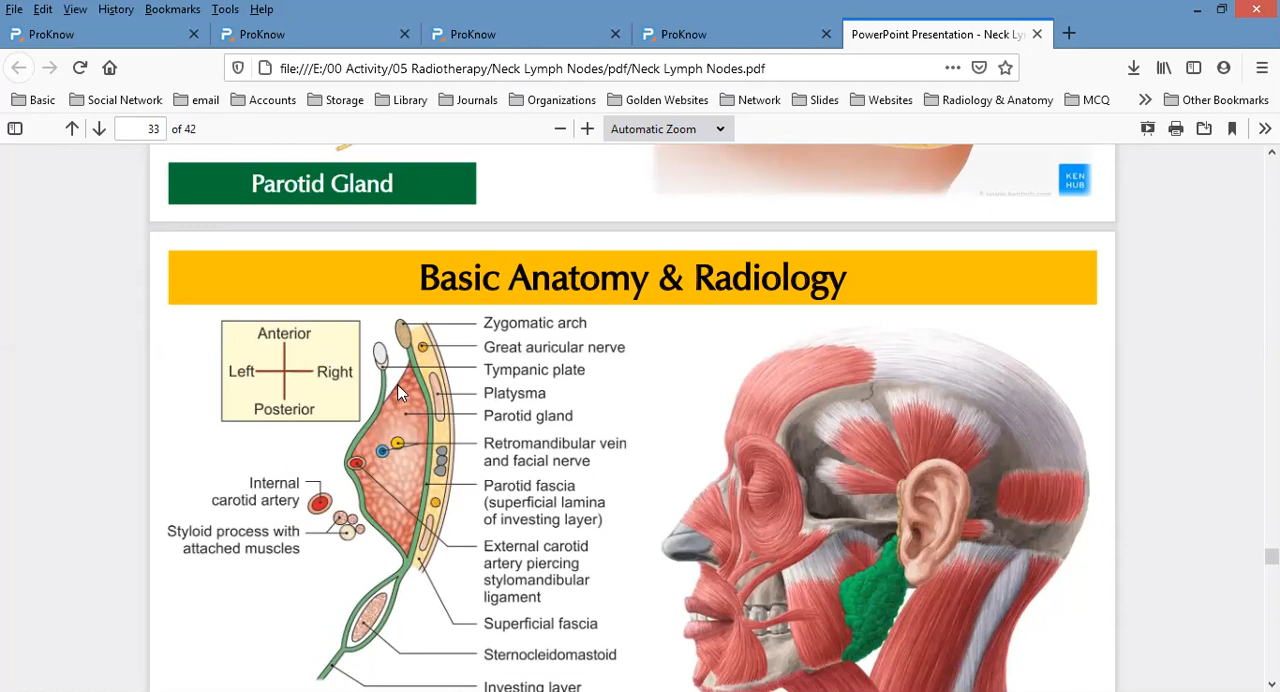 File Edit View History Bookmarks Tools Help
ProKnow ProKnow ProKnow ProKnow PowerPoint Presentation - Neck Ly
file:///E:/00 Activity/05 Radiotherapy/Neck Lymph Nodes/pdf/Neck Lymph Nodes.pdf
Basic Social Network email Accounts Storage Library Journals Organizations Golden Websites Network Slides Websites Radiology & Anatomy MCQ Other Bookmarks
33 of 42 Automatic Zoom
Parotid Gland
KEN
HUB
© www.kenhub.com
Basic Anatomy & Radiology
Anterior
Left Right
Posterior
Zygomatic arch
Great auricular nerve
Tympanic plate
Platysma
Parotid gland
Retromandibular vein
and facial nerve
Internal
carotid artery
Parotid fascia
(superficial lamina
of investing layer)
Styloid process with
attached muscles
External carotid
artery piercing
stylomandibular
ligament
Superficial fascia
Sternocleidomastoid
Investing layer